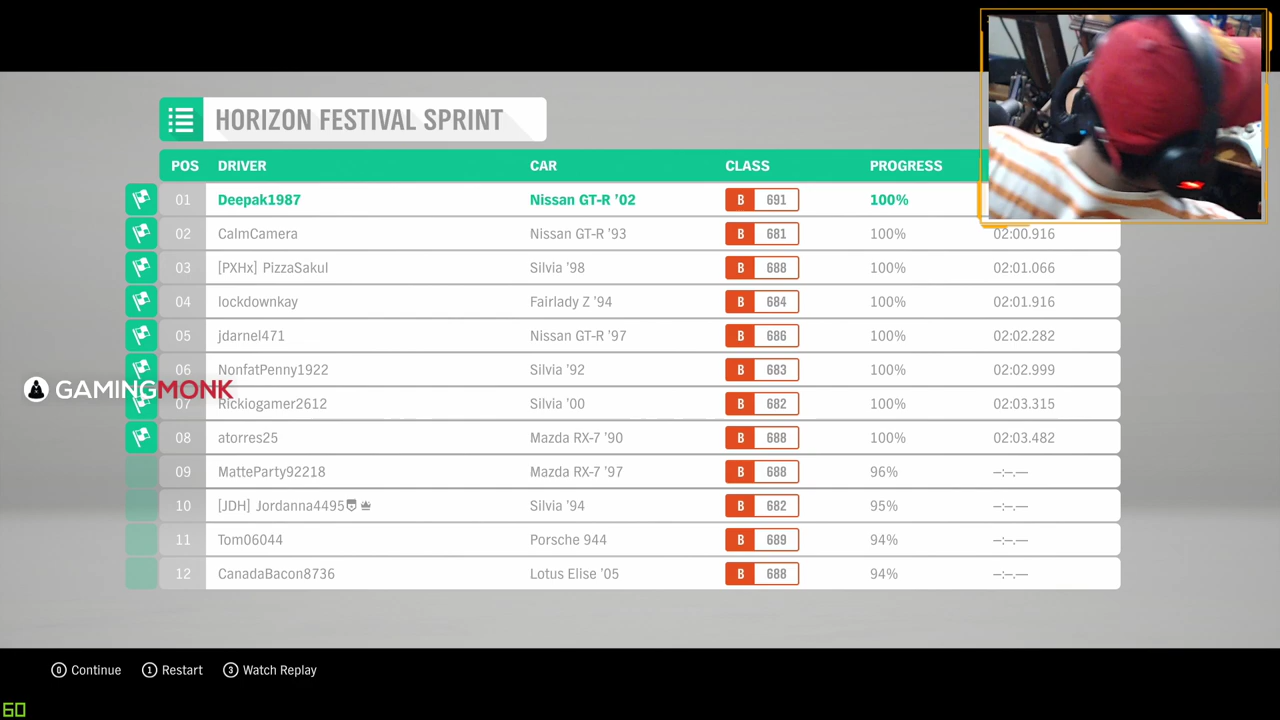 HORIZON FESTIVAL SPRINT
POS DRIVER CAR CLASS PROGRESS
01 Deepak1987 Nissan GT-R '02 B 691 100%
02 CalmCamera Nissan GT-R '93 B 681 100% 02:00.916
03 [PXHx] PizzaSakul Silvia '98 B 688 100% 02:01.066
04 lockdownkay Fairlady Z '94 B 684 100% 02:01.916
05 jdarnel471 Nissan GT-R '97 B 686 100% 02:02.282
06 NonfatPenny1922 Silvia '92 B 683 100% 02:02.999
GAMINGMONK
07 Rickiogamer2612 Silvia '00 B 682 100% 02:03.315
08 atorres25 Mazda RX-7 '90 B 688 100% 02:03.482
09 MatteParty92218 Mazda RX-7 '97 B 688 96% --:--.---
10 [JDH] Jordanna4495 Silvia '94 B 682 95% --:--.---
11 Tom06044 Porsche 944 B 689 94% --:--.---
12 CanadaBacon8736 Lotus Elise '05 B 688 94% --:--.---
0 Continue 1 Restart 3 Watch Replay
60